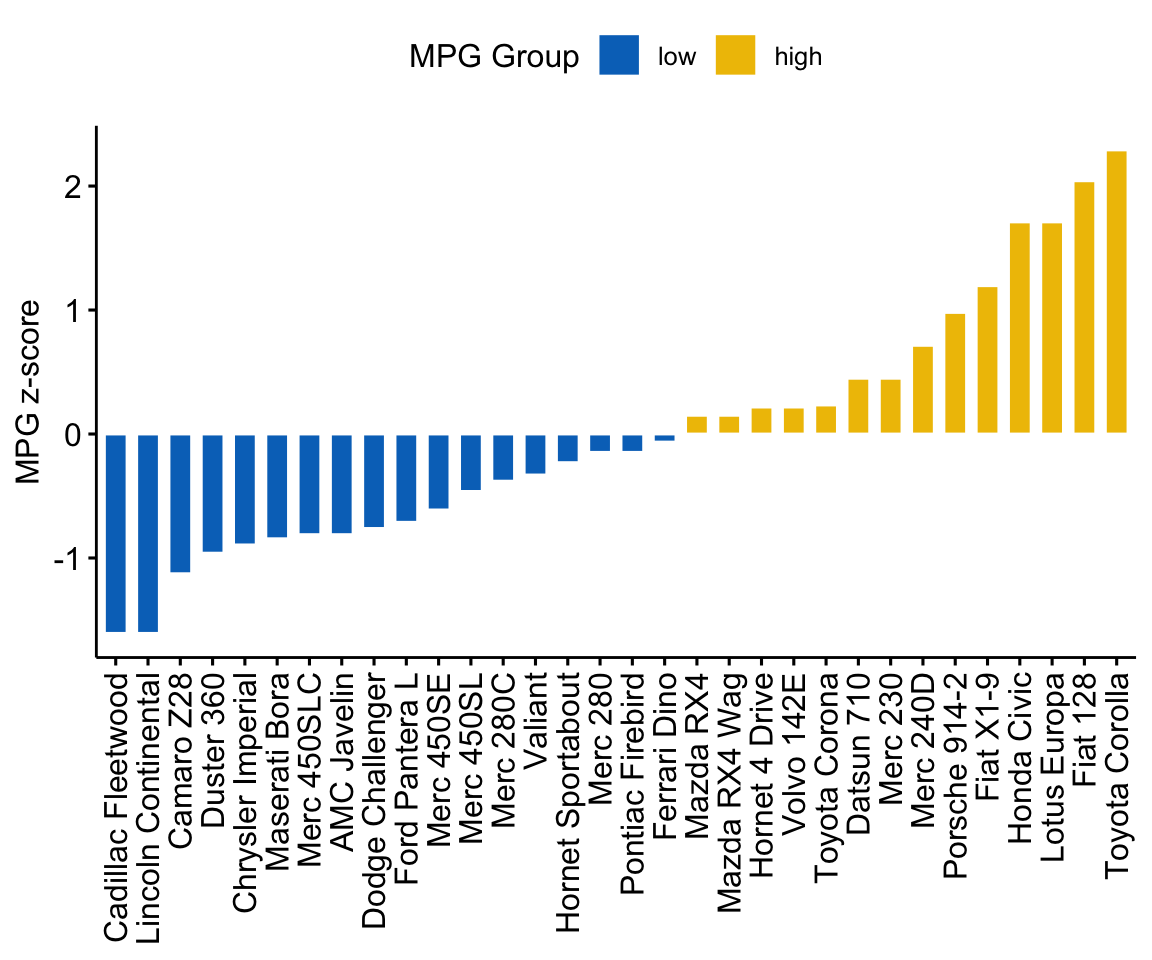 MPG Group low high
MPG z-score
2
1
0
-1
Cadillac Fleetwood
Lincoln Continental
Camaro Z28
Duster 360
Chrysler Imperial
Maserati Bora
Merc 450SLC
AMC Javelin
Dodge Challenger
Ford Pantera L
Merc 450SE
Merc 450SL
Merc 280C
Valiant
Hornet Sportabout
Merc 280
Pontiac Firebird
Ferrari Dino
Mazda RX4
Mazda RX4 Wag
Hornet 4 Drive
Volvo 142E
Toyota Corona
Datsun 710
Merc 230
Merc 240D
Porsche 914-2
Fiat X1-9
Honda Civic
Lotus Europa
Fiat 128
Toyota Corolla